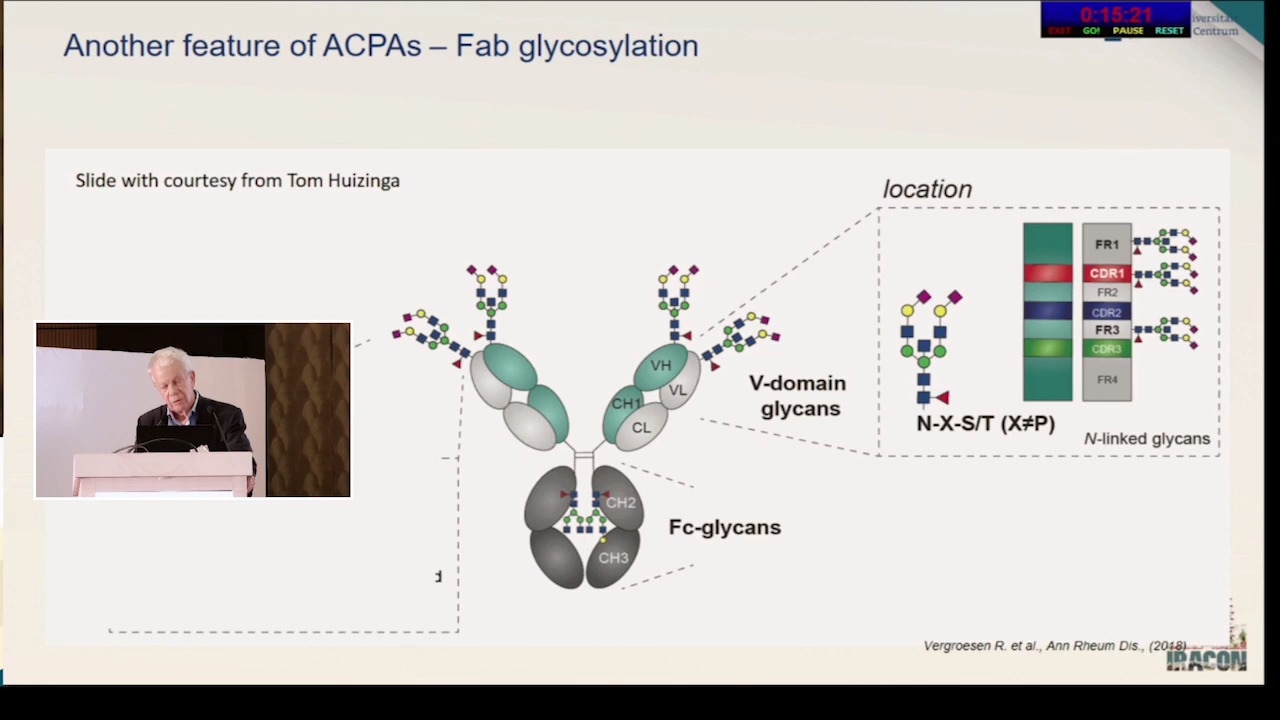 Another feature of ACPAs – Fab glycosylation
0:15:21
EXIT GO! PAUSE RESET
Centrum
Slide with courtesy from Tom Huizinga
location
FR1
CDR1
FR2
CDR2
FR3
CDR3
FR4
N-X-S/T (X≠P)
N-linked glycans
VH
VL
CH1
CL
V-domain
glycans
CH2
Fc-glycans
CH3
d
Vergroesen R. et al., Ann Rheum Dis., (2018)
IRACON